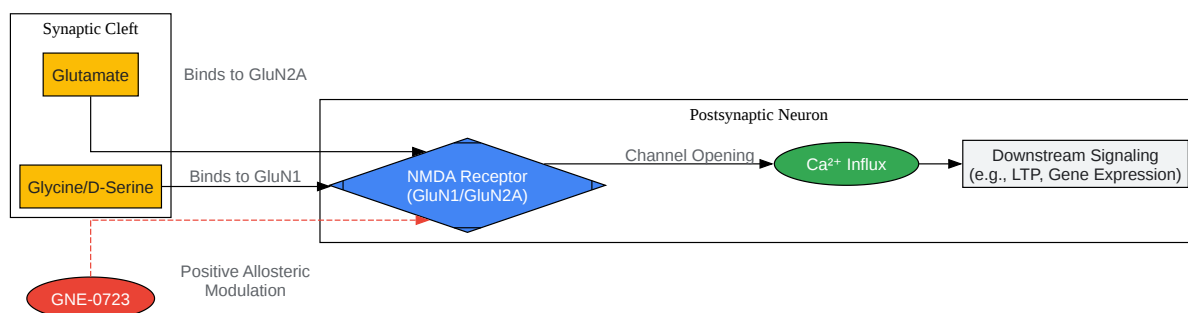 Synaptic Cleft
Glutamate
Binds to GluN2A
Postsynaptic Neuron
Glycine/D-Serine
Binds to GluN1
NMDA Receptor
(GluN1/GluN2A)
Channel Opening
Ca²⁺ Influx
Downstream Signaling
(e.g., LTP, Gene Expression)
Positive Allosteric
Modulation
GNE-0723